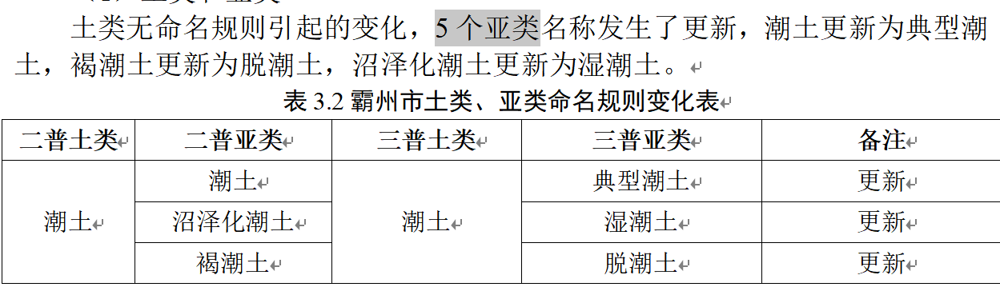 土类无命名规则引起的变化，5 个亚类名称发生了更新，潮土更新为典型潮
土，褐潮土更新为脱潮土，沼泽化潮土更新为湿潮土。
表 3.2 霸州市土类、亚类命名规则变化表
二普土类 二普亚类 三普土类 三普亚类 备注
潮土 潮土 潮土 典型潮土 更新
沼泽化潮土 湿潮土 更新
褐潮土 脱潮土 更新